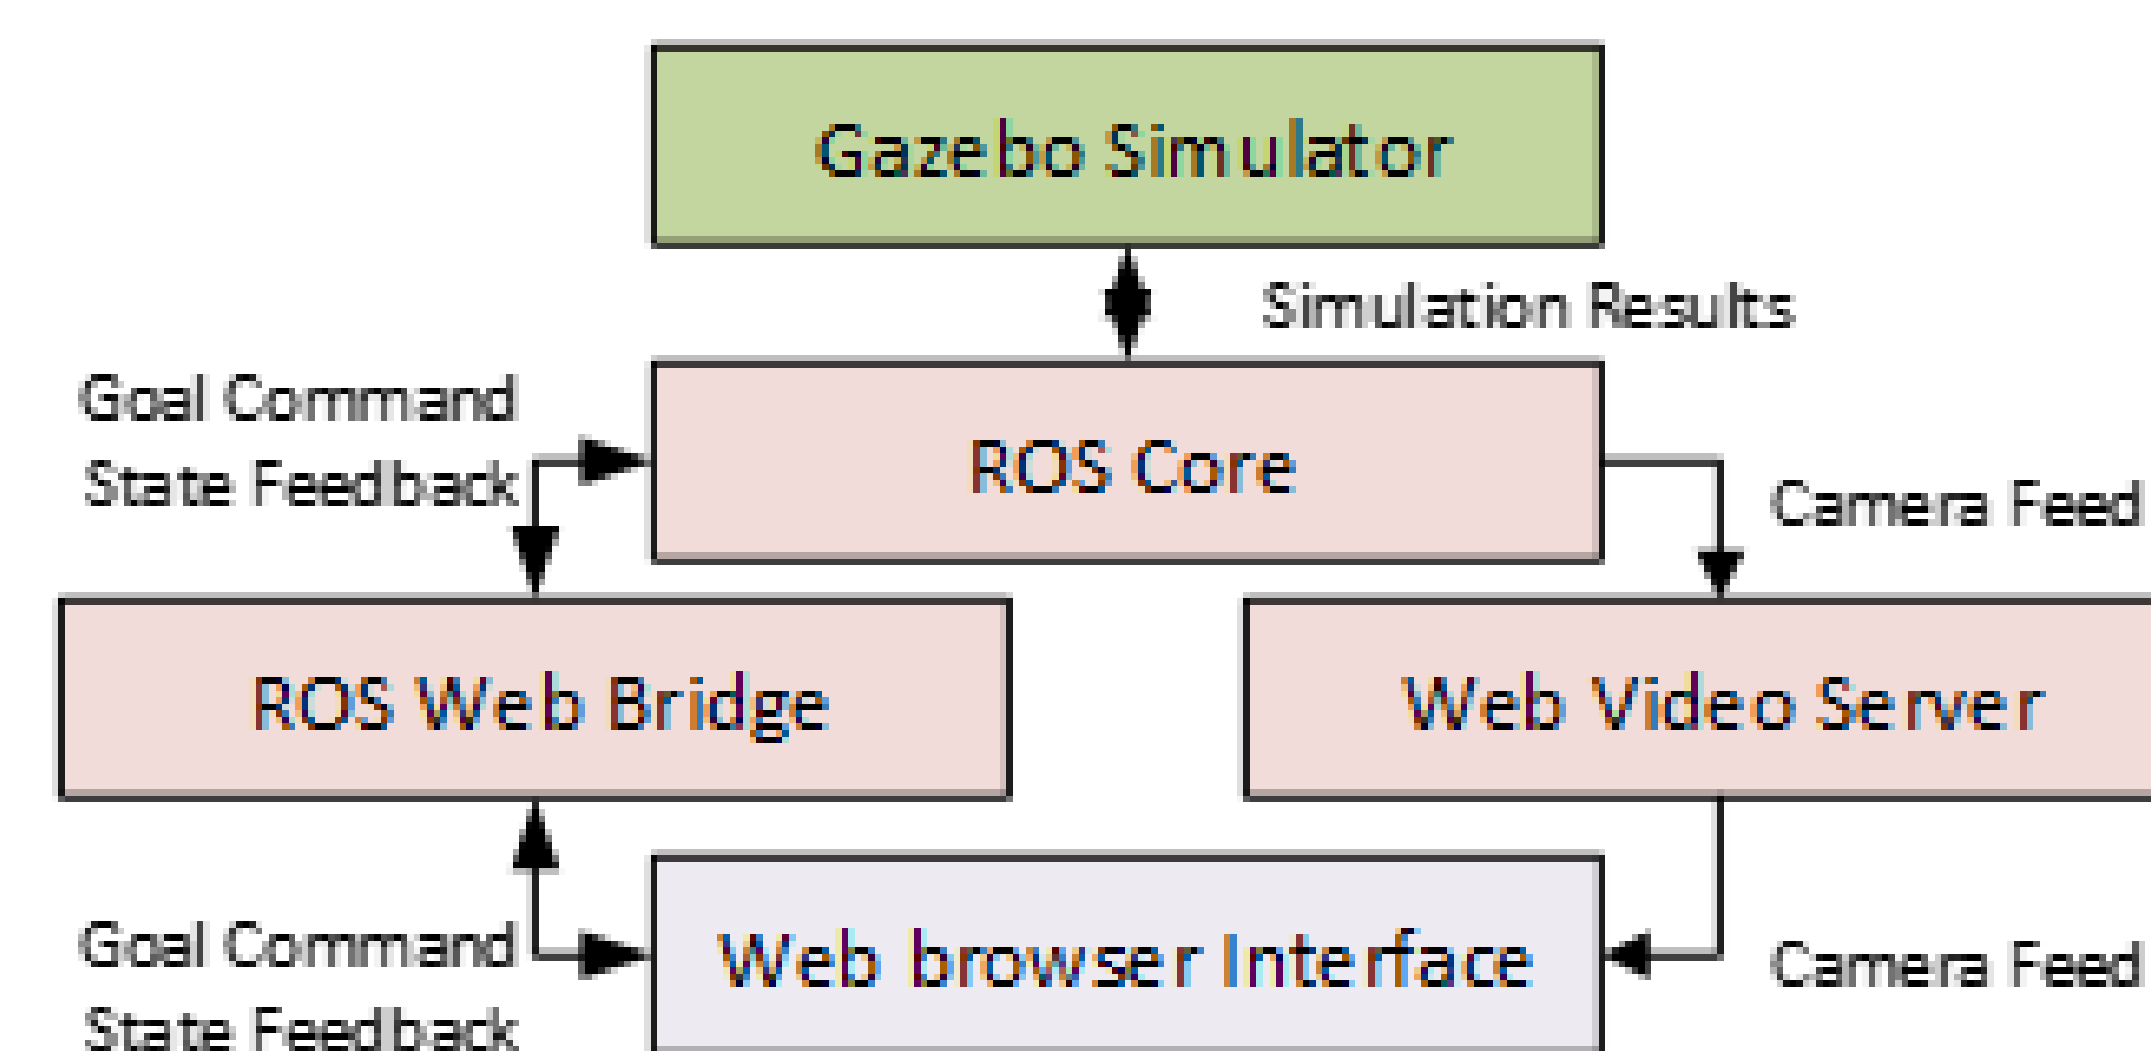 Gazebo Simulator
Simulation Results
Goal Command
State Feedback
ROS Core
Camera Feed
ROS Web Bridge
Web Video Server
Goal Command
State Feedback
Web browser Interface
Camera Feed